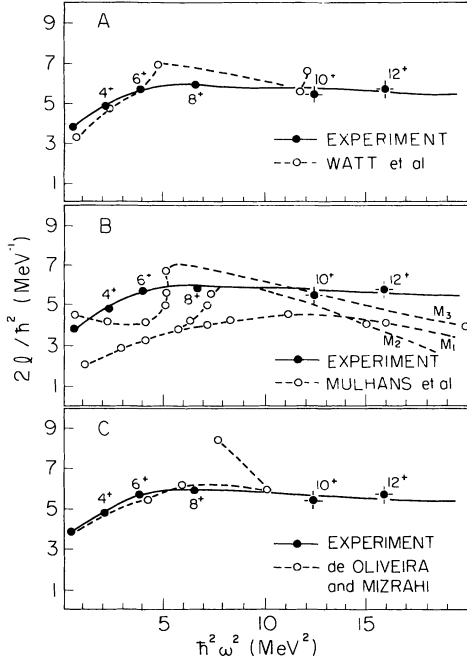 A
9
7
5
3
1
4+
6+
8+
10+
12+
EXPERIMENT
WATT et al
B
9
7
5
3
1
4+
6+
8+
10+
12+
M3
M1
M2
EXPERIMENT
MULHANS et al
2ℓ/ħ² (MeV⁻¹)
C
9
7
5
3
1
4+
6+
8+
10+
12+
EXPERIMENT
de OLIVEIRA
and MIZRAHI
5 10 15
ħ²ω² (MeV²)